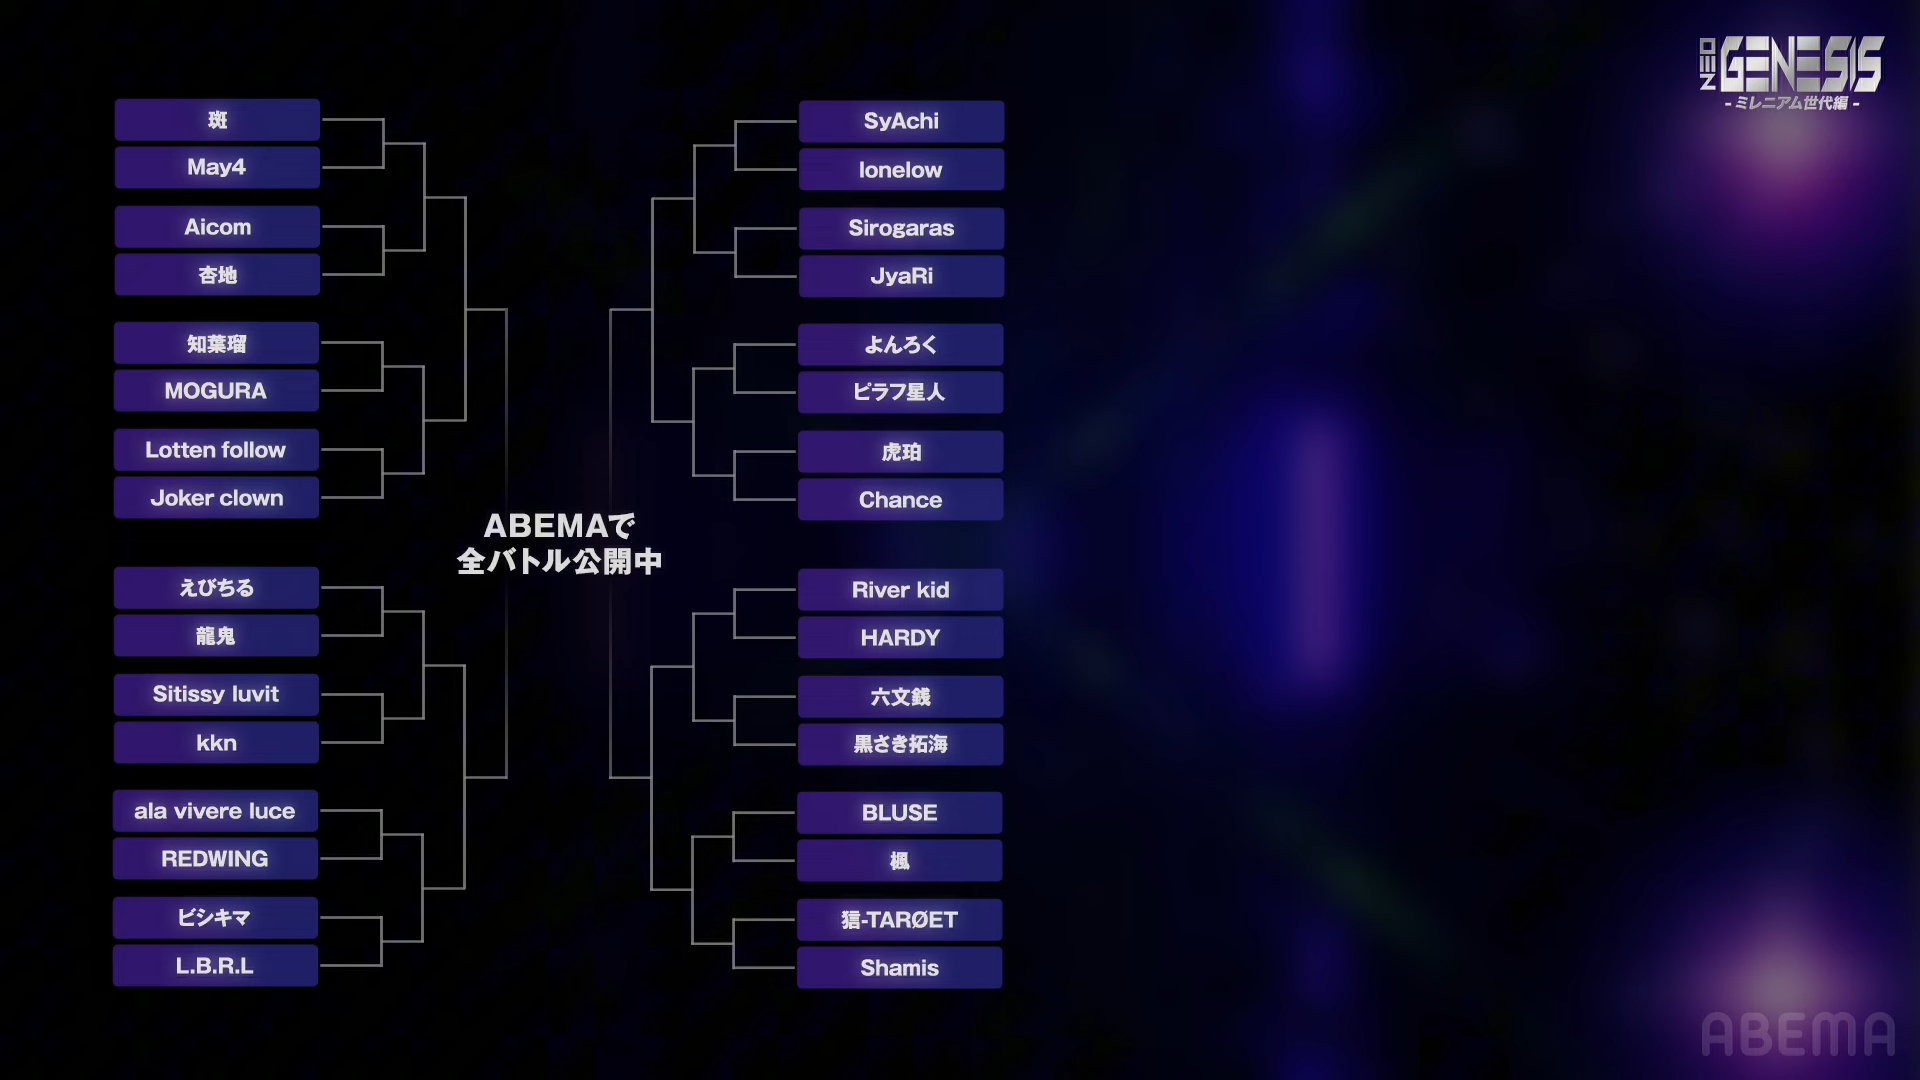 斑
May4
Aicom
杏地
知葉瑠
MOGURA
Lotten follow
Joker clown
えびちる
龍鬼
Sitissy luvit
kkn
ala vivere luce
REDWING
ビシキマ
L.B.R.L
ABEMAで
全バトル公開中
SyAchi
lonelow
Sirogaras
JyaRi
よんろく
ピラフ星人
虎珀
Chance
River kid
HARDY
六文銭
黒さき拓海
BLUSE
楓
-TARØET
Shamis
NEO GENESIS
- ミレニアム世代編 -
ABEMA